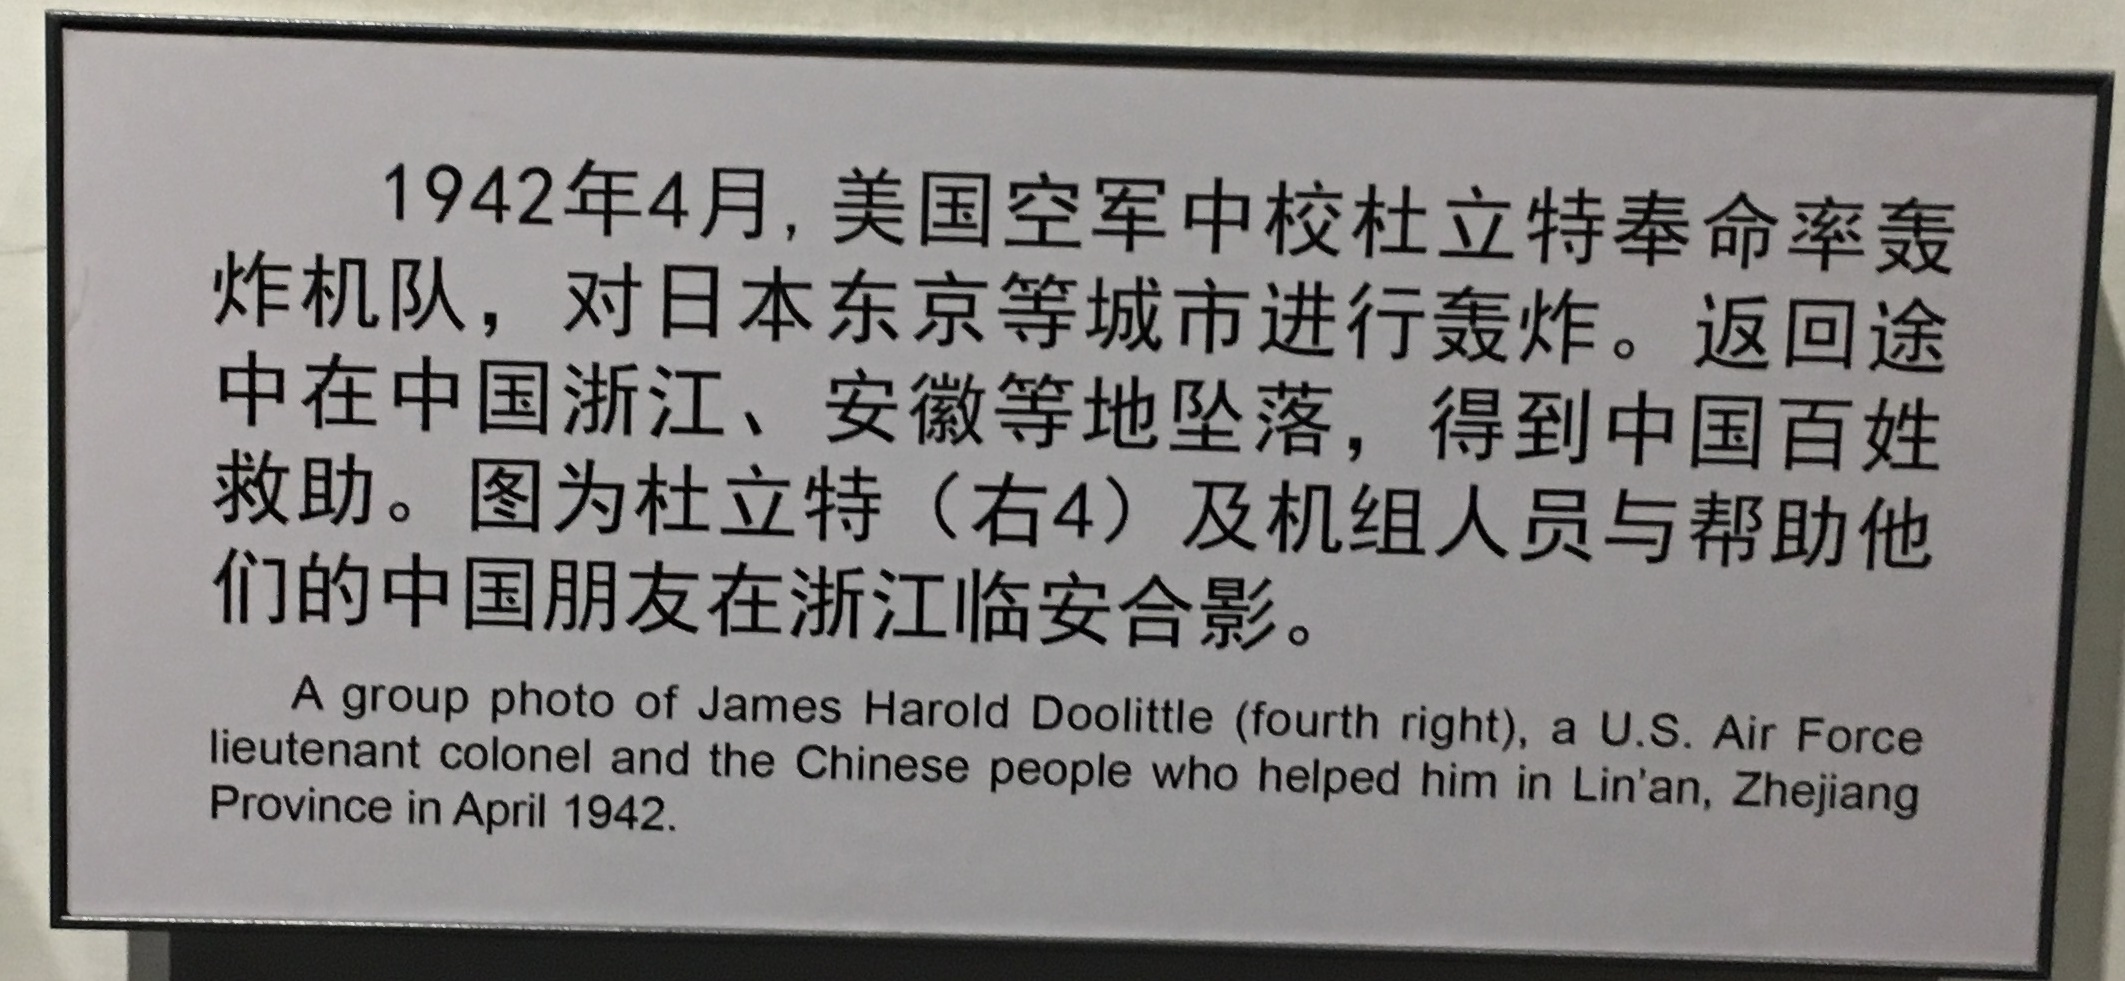 1942年4月,美国空军中校杜立特奉命率轰
炸机队，对日本东京等城市进行轰炸。返回途
中在中国浙江、安徽等地坠落，得到中国百姓
救助。图为杜立特（右4）及机组人员与帮助他
们的中国朋友在浙江临安合影。
A group photo of James Harold Doolittle (fourth right), a U.S. Air Force
lieutenant colonel and the Chinese people who helped him in Lin'an, Zhejiang
Province in April 1942.